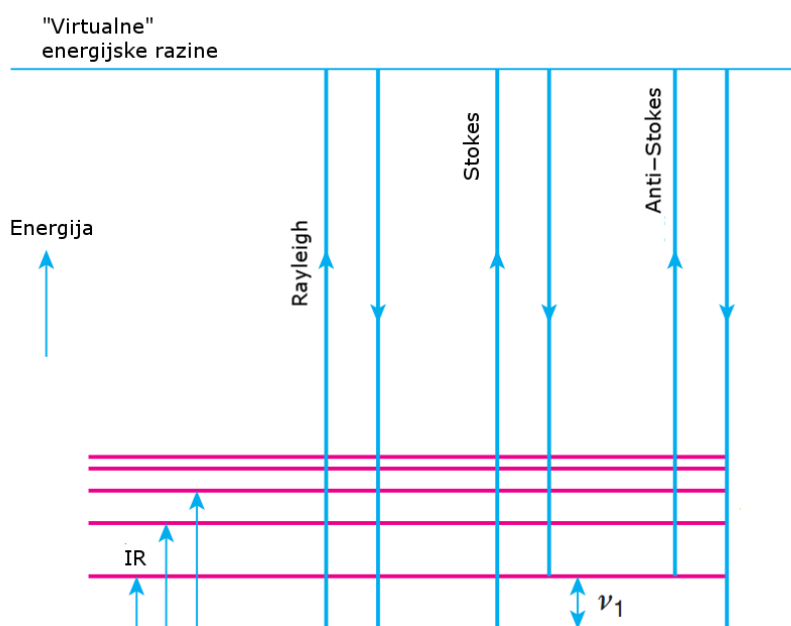 "Virtualne"
energijske razine
Energija
Rayleigh
Stokes
Anti−Stokes
IR
ν1